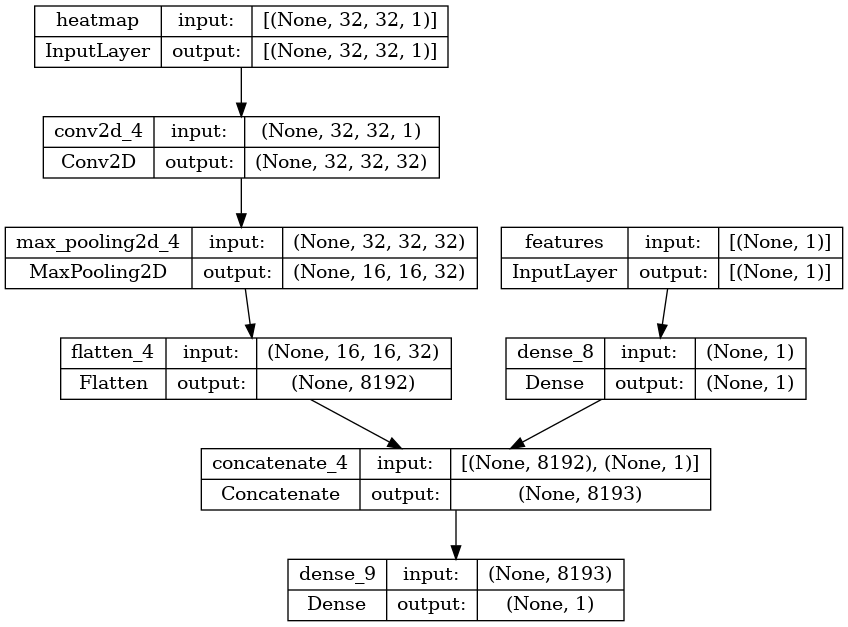 heatmap input: [(None, 32, 32, 1)]
InputLayer output: [(None, 32, 32, 1)]
conv2d_4 input: (None, 32, 32, 1)
Conv2D output: (None, 32, 32, 32)
max_pooling2d_4 input: (None, 32, 32, 32)
MaxPooling2D output: (None, 16, 16, 32)
features input: [(None, 1)]
InputLayer output: [(None, 1)]
flatten_4 input: (None, 16, 16, 32)
Flatten output: (None, 8192)
dense_8 input: (None, 1)
Dense output: (None, 1)
concatenate_4 input: [(None, 8192), (None, 1)]
Concatenate output: (None, 8193)
dense_9 input: (None, 8193)
Dense output: (None, 1)